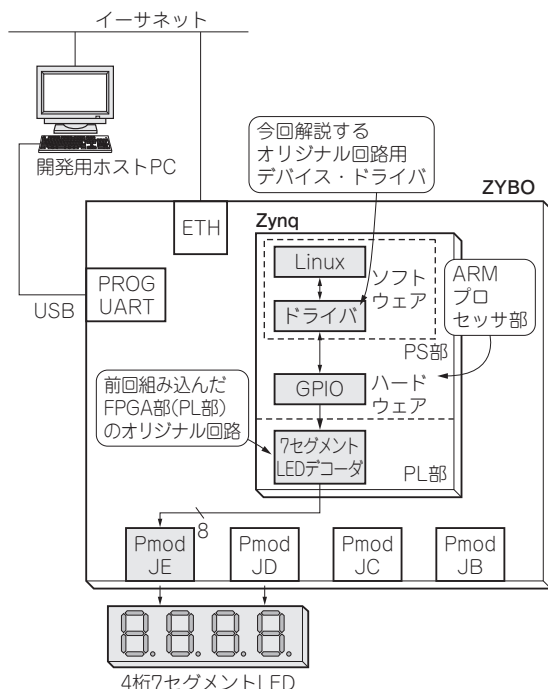 イーサネット
開発用ホストPC
今回解説する
オリジナル回路用
デバイス・ドライバ
ZYBO
ETH
Zynq
PROG
UART
USB
Linux
ソフト
ウェア
ドライバ
ARM
プロ
セッサ部
PS部
GPIO
ハード
ウェア
前回組み込んだ
FPGA部(PL部)
のオリジナル回路
7セグメント
LEDデコーダ
PL部
8
Pmod
JE
Pmod
JD
Pmod
JC
Pmod
JB
8.8.8.8.
4桁7セグメントLED